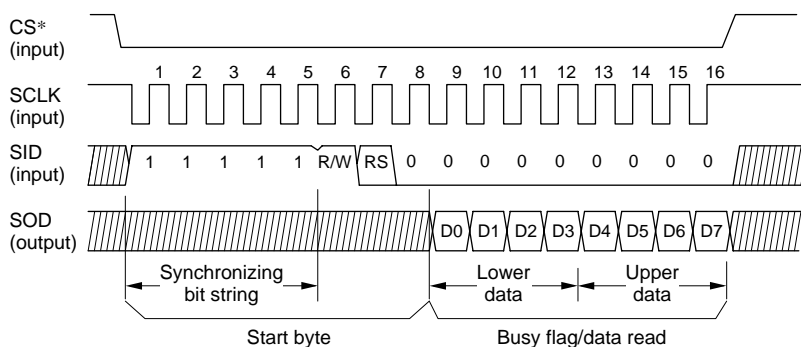 CS*
(input)
1 2 3 4 5 6 7 8 9 10 11 12 13 14 15 16
SCLK
(input)
SID
(input)
1 1 1 1 1 R/W RS 0 0 0 0 0 0 0 0 0
SOD
(output)
D0 D1 D2 D3 D4 D5 D6 D7
Synchronizing
bit string
Lower
data
Upper
data
Start byte
Busy flag/data read